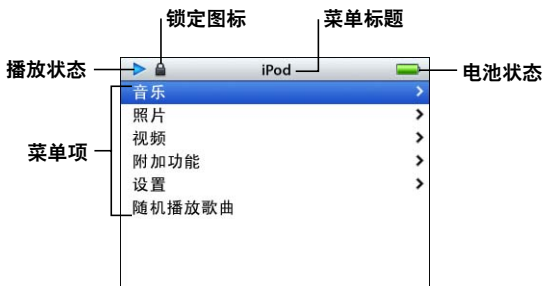 锁定图标
菜单标题
播放状态
iPod
电池状态
音乐
照片
菜单项
视频
附加功能
设置
随机播放歌曲